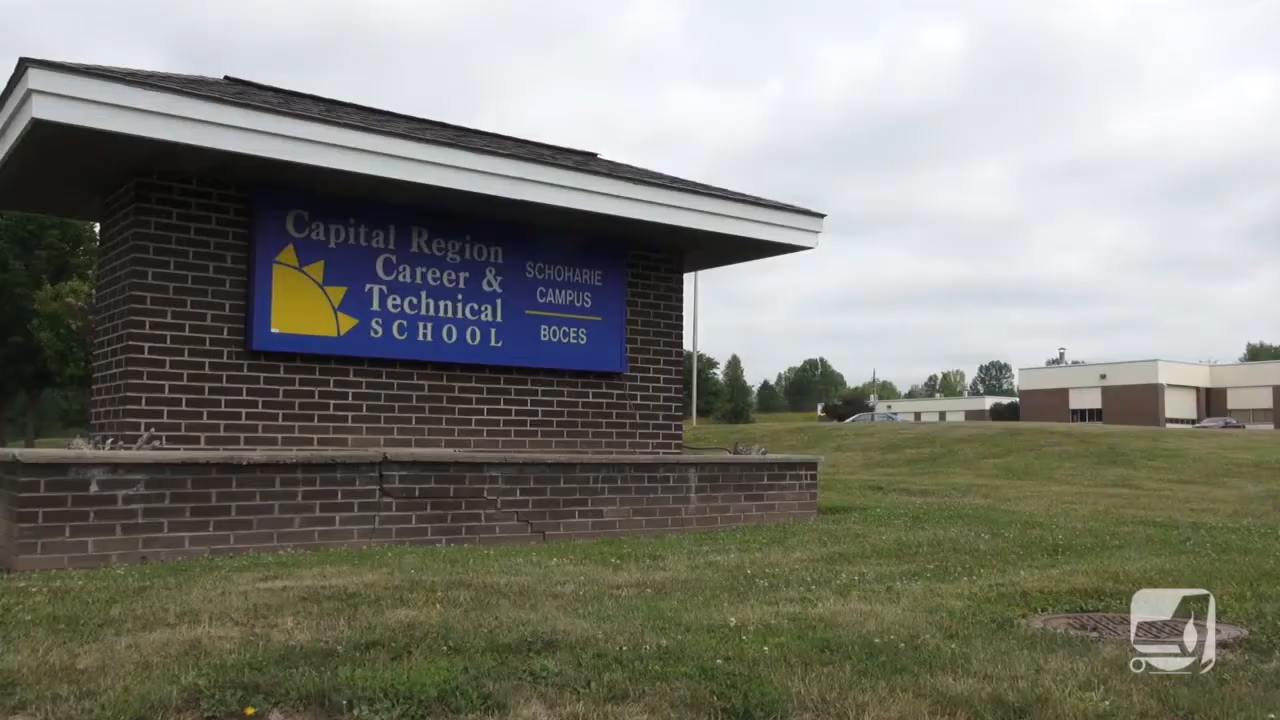 Capital Region
Career &
Technical
SCHOOL
SCHOHARIE
CAMPUS
BOCES